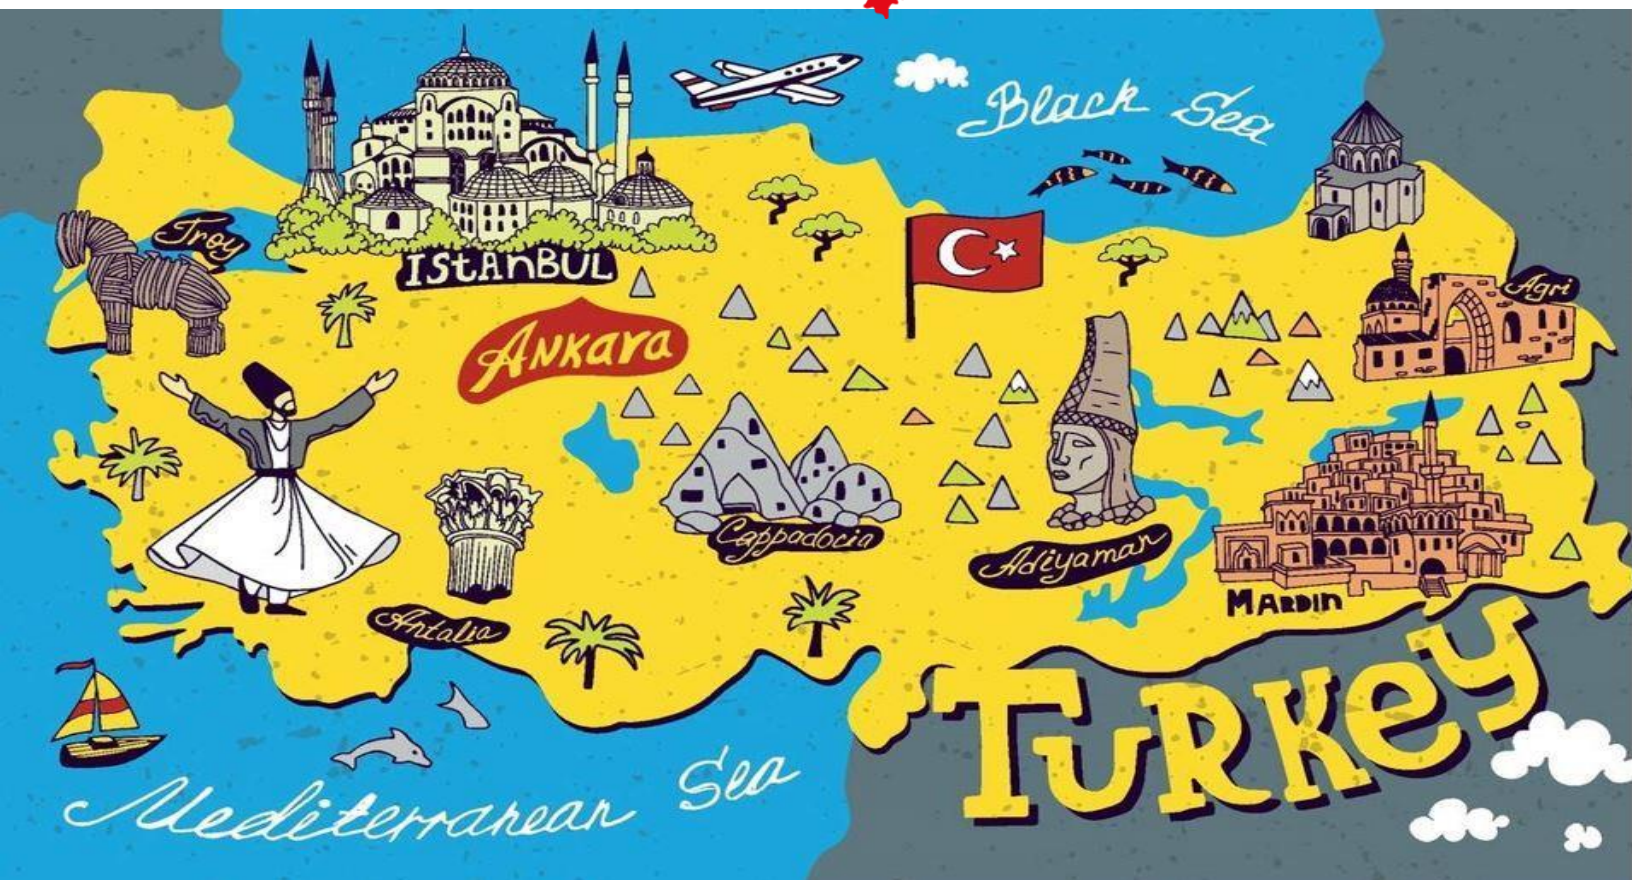 Black Sea
Troy
ISTANBUL
Agri
ANKARA
Cappadocia
Adiyaman
MARDIN
Antalia
TURKEY
Mediterranean Sea